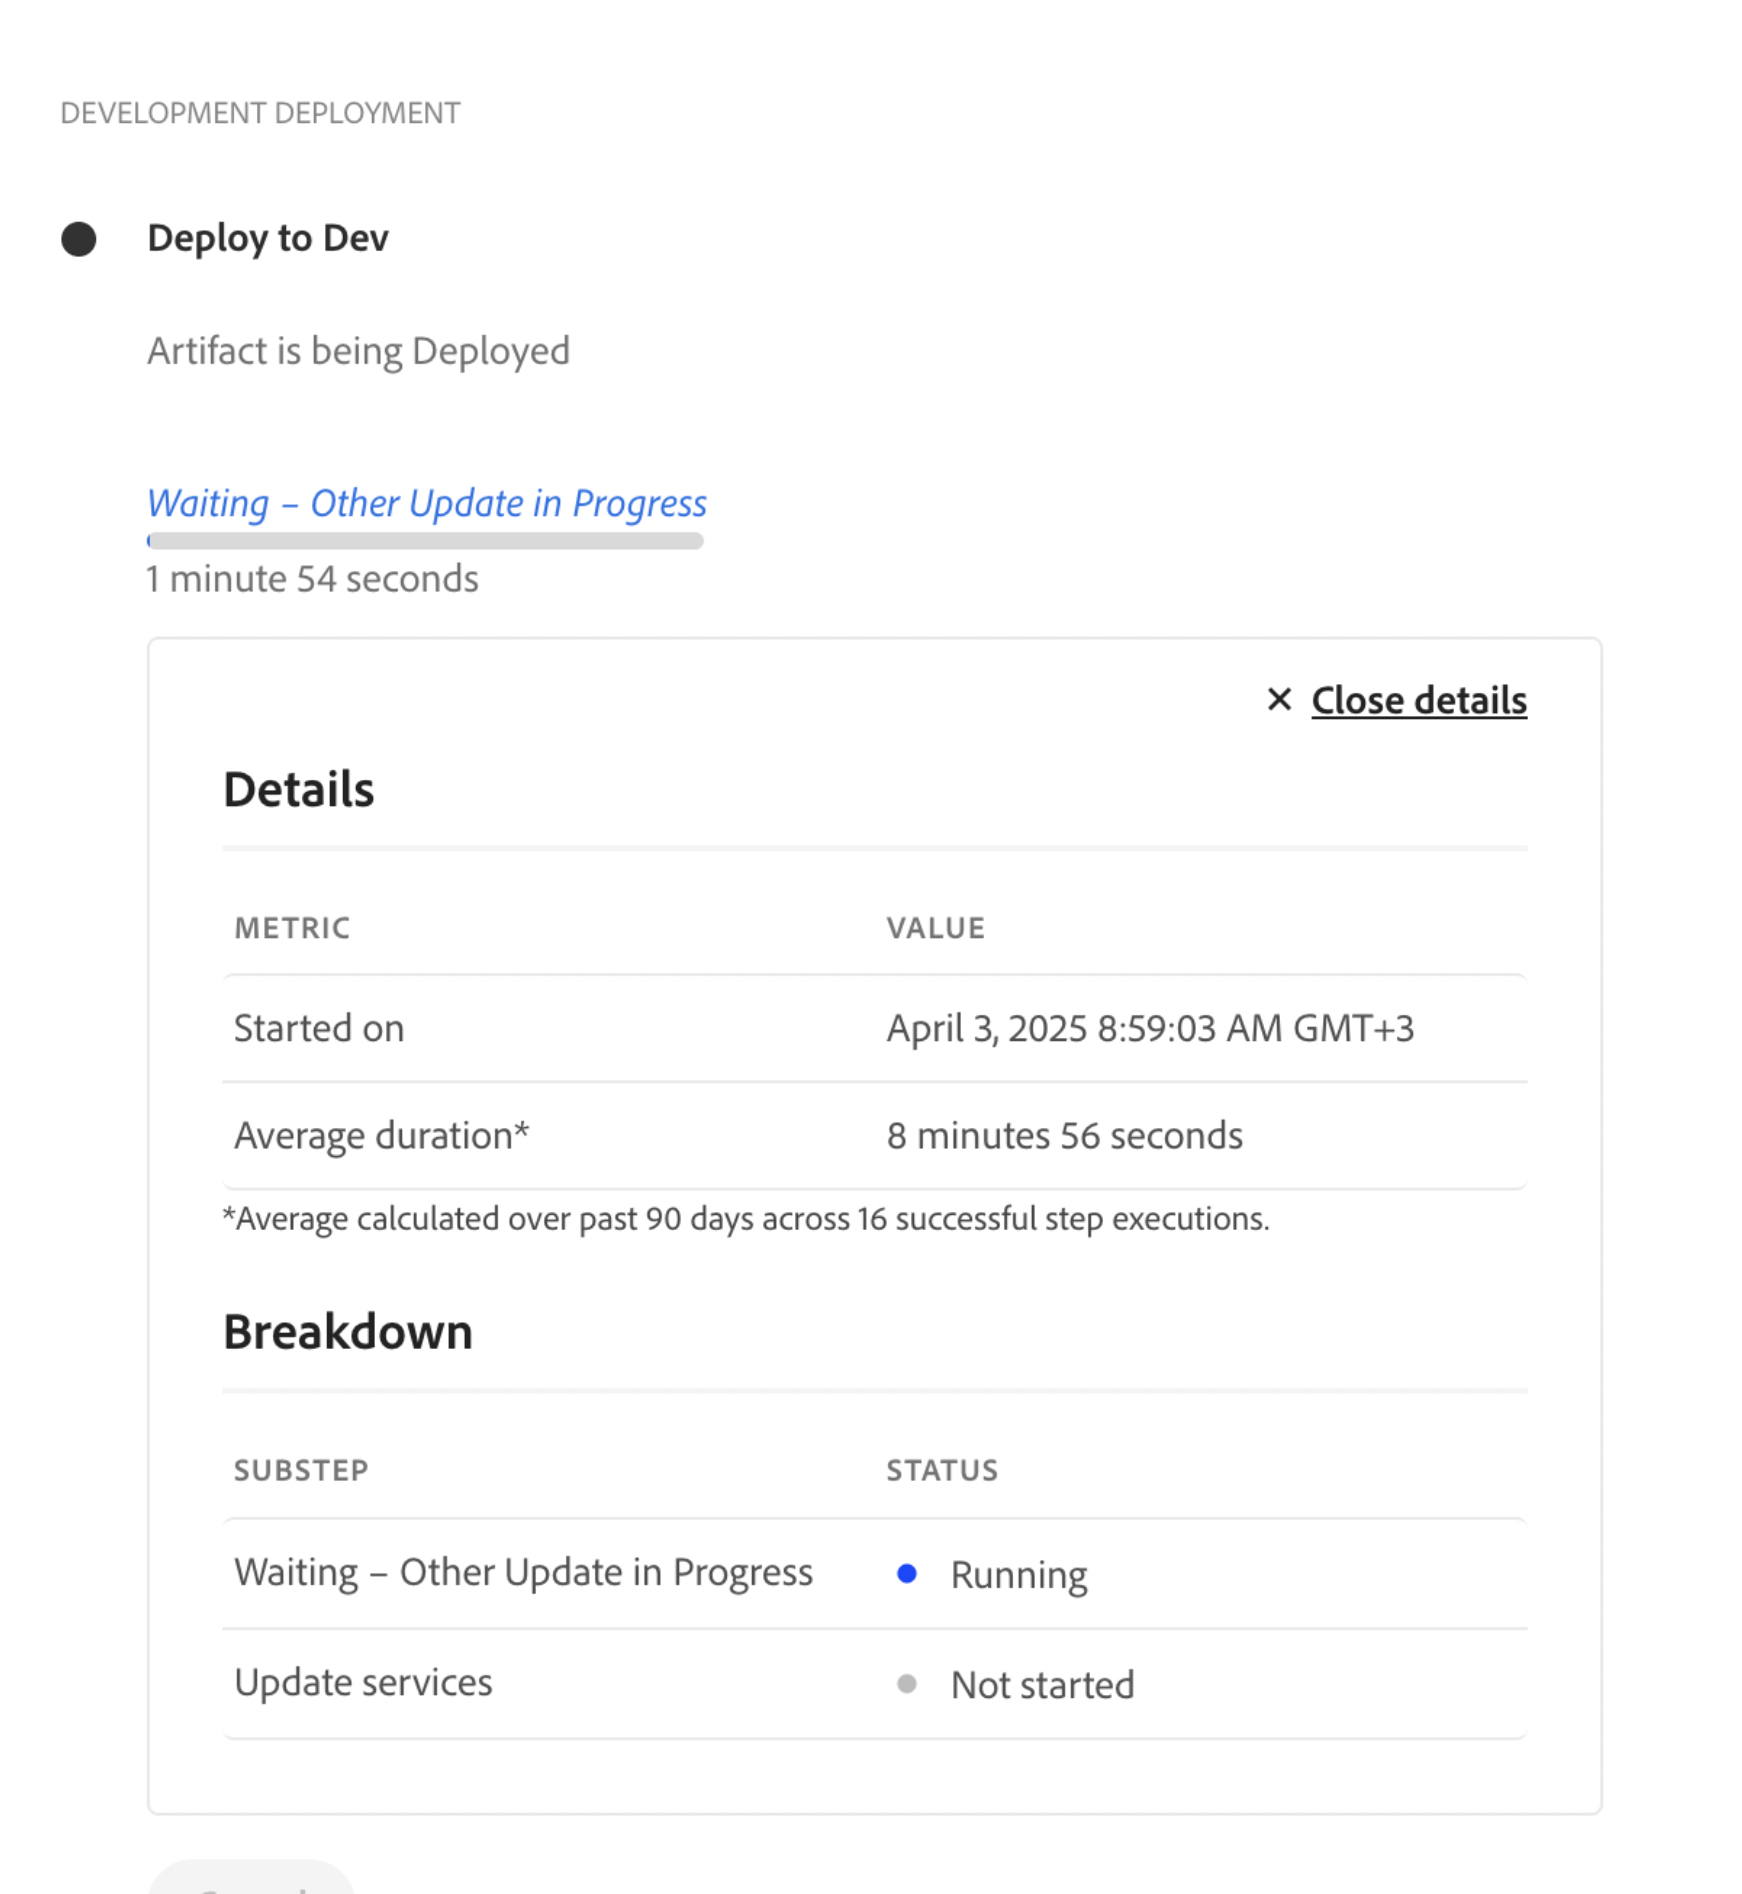 DEVELOPMENT DEPLOYMENT
Deploy to Dev
Artifact is being Deployed
Waiting – Other Update in Progress
1 minute 54 seconds
× Close details
Details
METRIC VALUE
Started on April 3, 2025 8:59:03 AM GMT+3
Average duration* 8 minutes 56 seconds
*Average calculated over past 90 days across 16 successful step executions.
Breakdown
SUBSTEP STATUS
Waiting – Other Update in Progress Running
Update services Not started